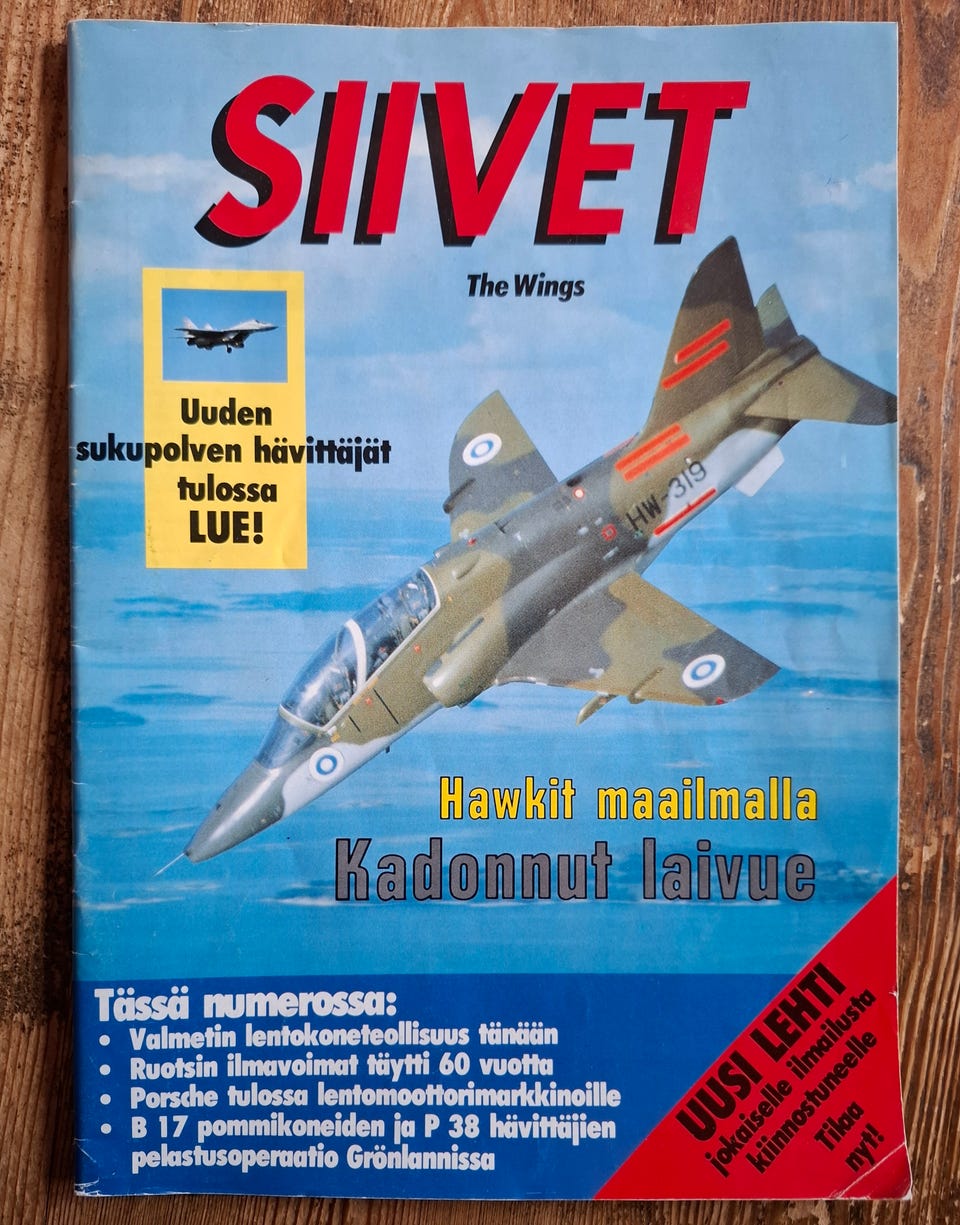 SIIVET
The Wings
Uuden
sukupolven hävittäjät
tulossa
LUE!
HW-319
Hawkit maailmalla
Kadonnut laivue
Tässä numerossa:
• Valmetin lentokoneteollisuus tänään
• Ruotsin ilmavoimat täytti 60 vuotta
• Porsche tulossa lentomoottorimarkkinoille
• B 17 pommikoneiden ja P 38 hävittäjien
pelastusoperaatio Grönlannissa
UUSI LEHTI
jokaiselle ilmailusta
kiinnostuneelle
Tilaa
nyt!